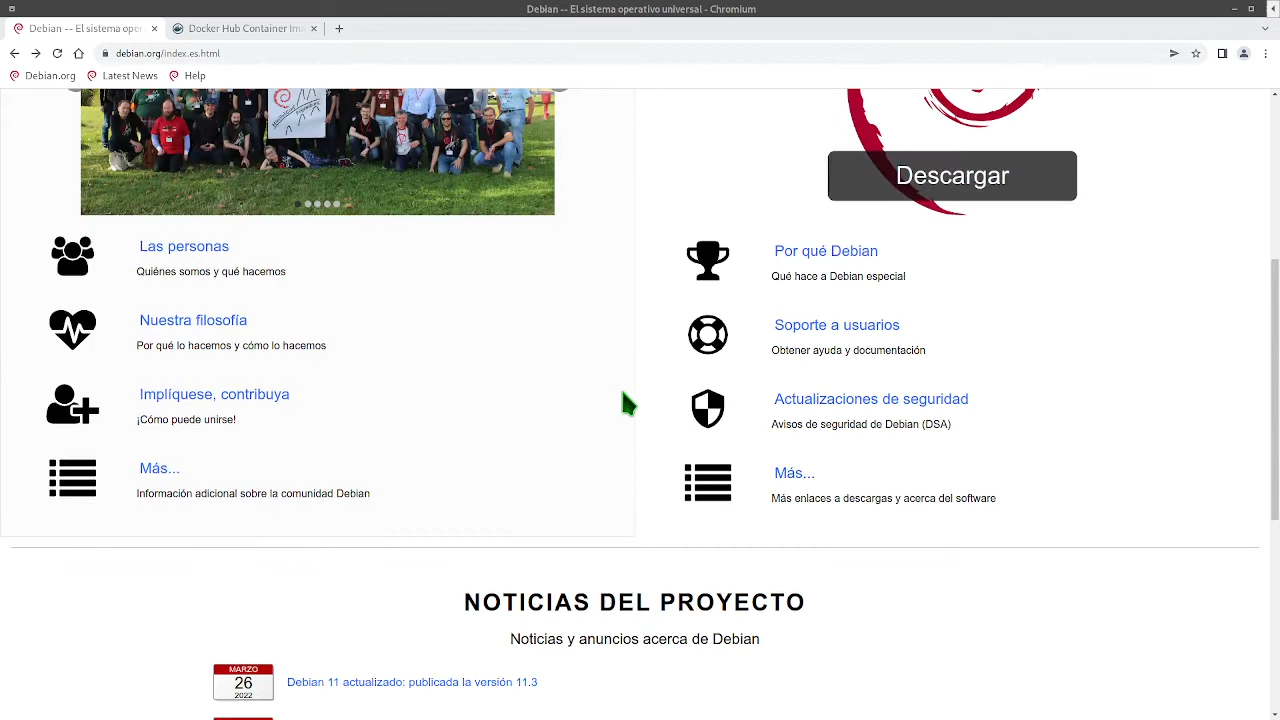 Debian -- El sistema operativo universal - Chromium
Debian -- El sistema oper
Docker Hub Container Ima
debian.org/index.es.html
Debian.org
Latest News
Help
Descargar
Las personas
Quiénes somos y qué hacemos
Nuestra filosofía
Por qué lo hacemos y cómo lo hacemos
Implíquese, contribuya
¡Cómo puede unirse!
Más...
Información adicional sobre la comunidad Debian
Por qué Debian
Qué hace a Debian especial
Soporte a usuarios
Obtener ayuda y documentación
Actualizaciones de seguridad
Avisos de seguridad de Debian (DSA)
Más...
Más enlaces a descargas y acerca del software
NOTICIAS DEL PROYECTO
Noticias y anuncios acerca de Debian
MARZO
26
2022
Debian 11 actualizado: publicada la versión 11.3